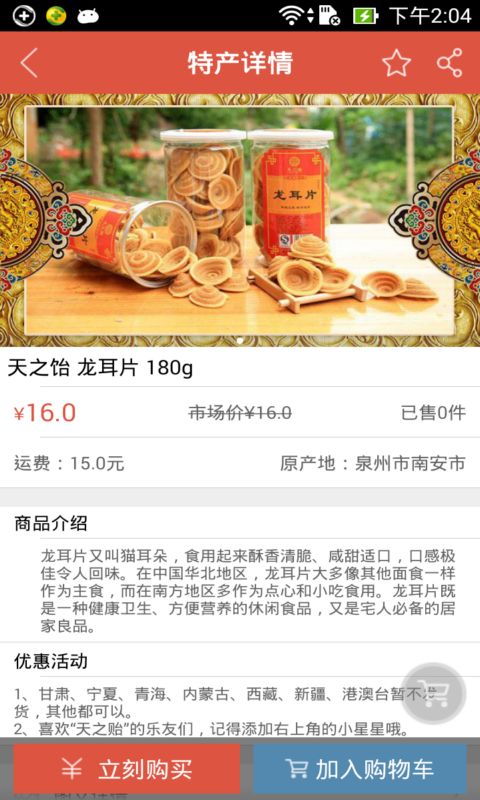 下午2:04
特产详情
龙耳片
天之饴 龙耳片 180g
¥16.0 市场价¥16.0 已售0件
运费：15.0元 原产地：泉州市南安市
商品介绍
龙耳片又叫猫耳朵，食用起来酥香清脆、咸甜适口，口感极
佳令人回味。在中国华北地区，龙耳片大多像其他面食一样
作为主食，而在南方地区多作为点心和小吃食用。龙耳片既
是一种健康卫生、方便营养的休闲食品，又是宅人必备的居
家良品。
优惠活动
1、甘肃、宁夏、青海、内蒙古、西藏、新疆、港澳台暂不发
货，其他都可以。
2、喜欢“天之贻”的乐友们，记得添加右上角的小星星哦。
¥ 立刻购买
加入购物车